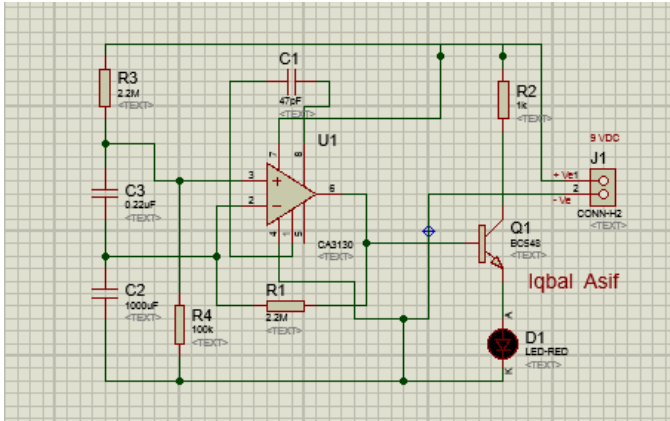 C1
47pF
<TEXT>
R3
2.2M
<TEXT>
R2
1k
<TEXT>
9 VDC
J1
+ Ve 1
2
- Ve
CONN-H2
<TEXT>
U1
7
8
3
2
6
4
1
5
CA3130
<TEXT>
C3
0.22uF
<TEXT>
Q1
BC548
<TEXT>
Iqbal Asif
C2
1000uF
<TEXT>
R1
2.2M
<TEXT>
R4
100k
<TEXT>
A
D1
LED-RED
<TEXT>
K